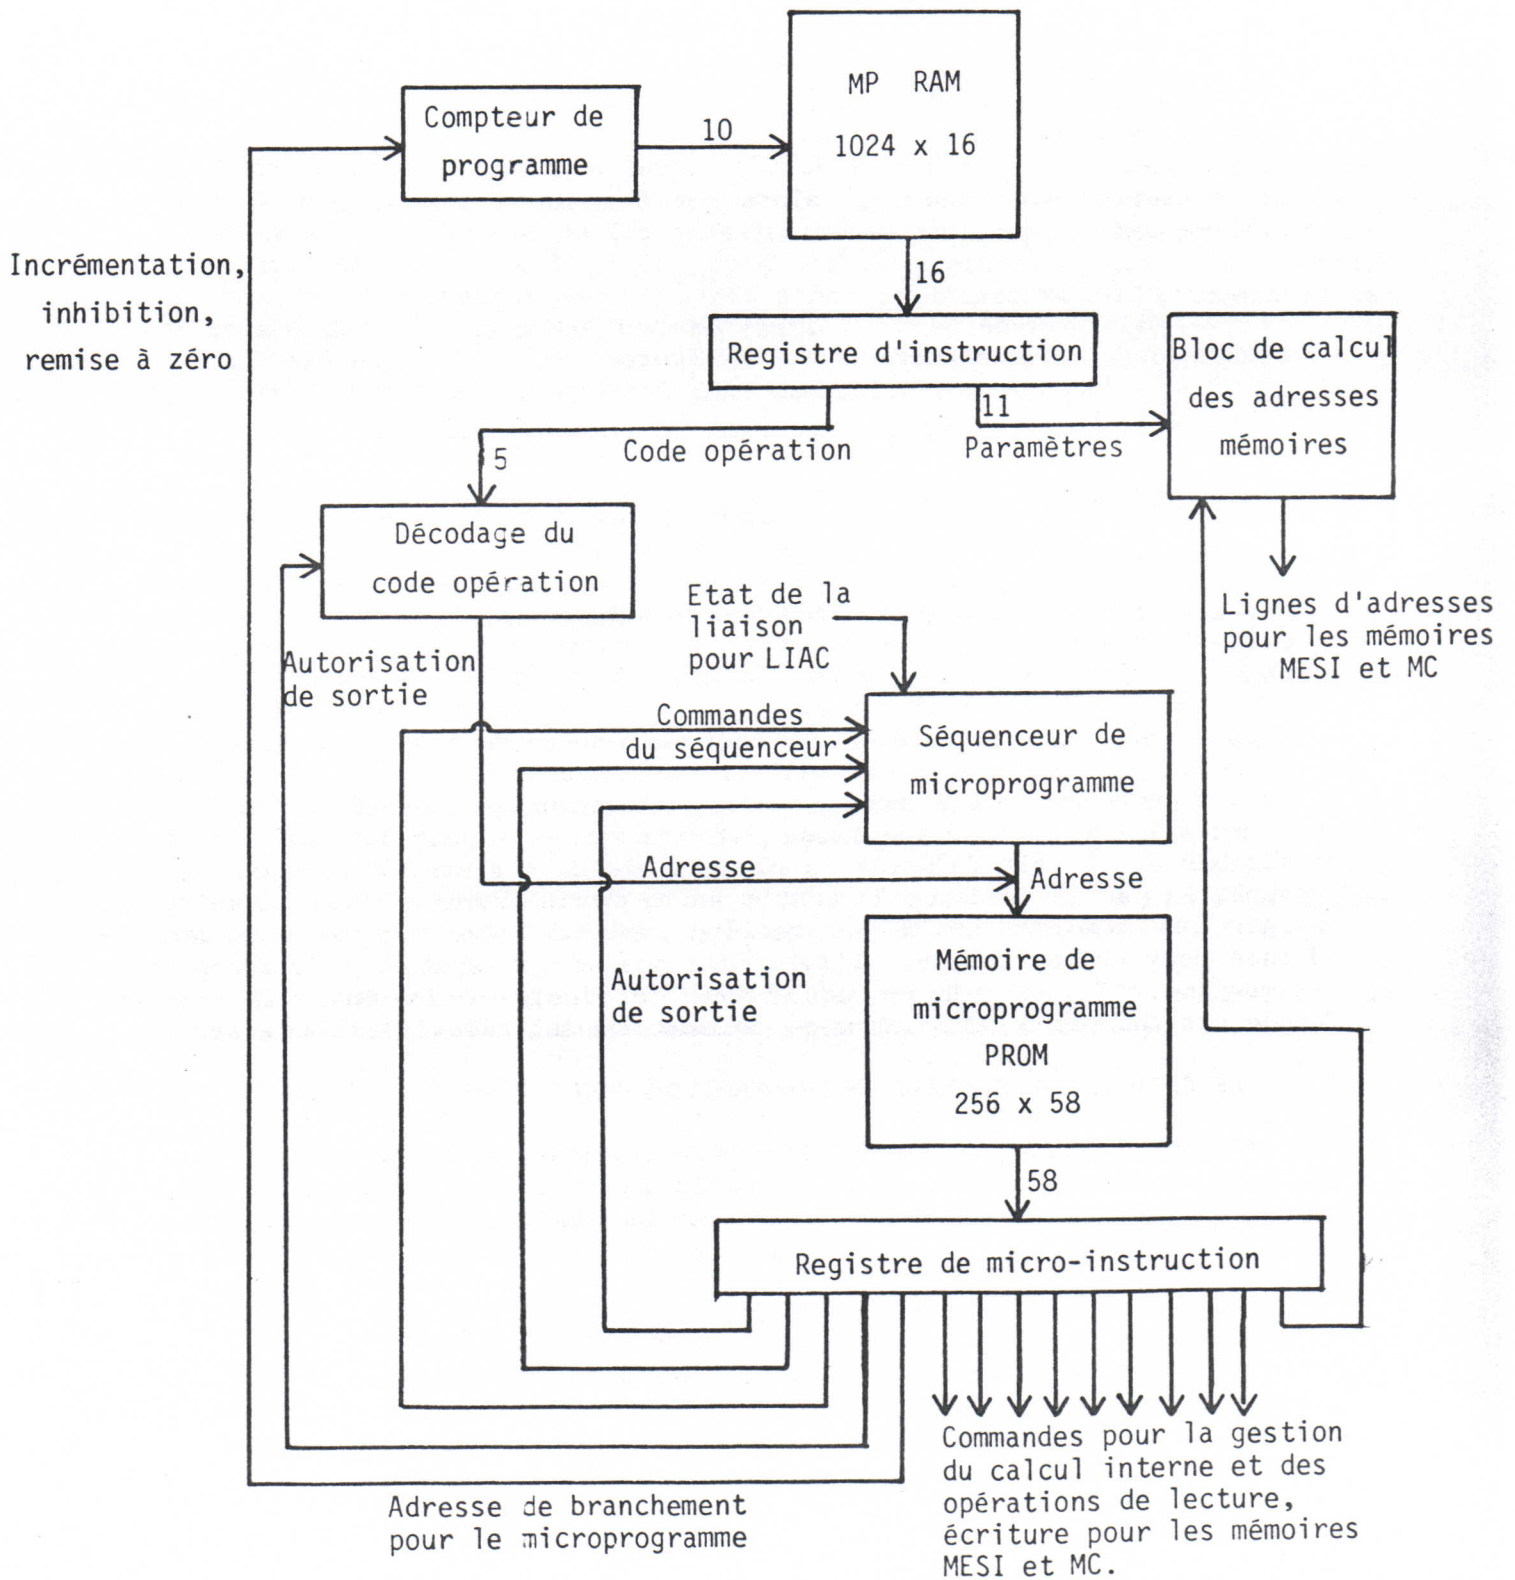 MP RAM
1024 x 16
Compteur de
programme
10
16
Incrémentation,
inhibition,
remise à zéro
Registre d'instruction
Bloc de calcul
des adresses
mémoires
11
Paramètres
Code opération
5
Décodage du
code opération
Etat de la
liaison
pour LIAC
Lignes d'adresses
pour les mémoires
MESI et MC
Autorisation
de sortie
Commandes
du séquenceur
Séquenceur de
microprogramme
Adresse
Adresse
Autorisation
de sortie
Mémoire de
microprogramme
PROM
256 x 58
58
Registre de micro-instruction
Commandes pour la gestion
du calcul interne et des
opérations de lecture,
écriture pour les mémoires
MESI et MC.
Adresse de branchement
pour le microprogramme